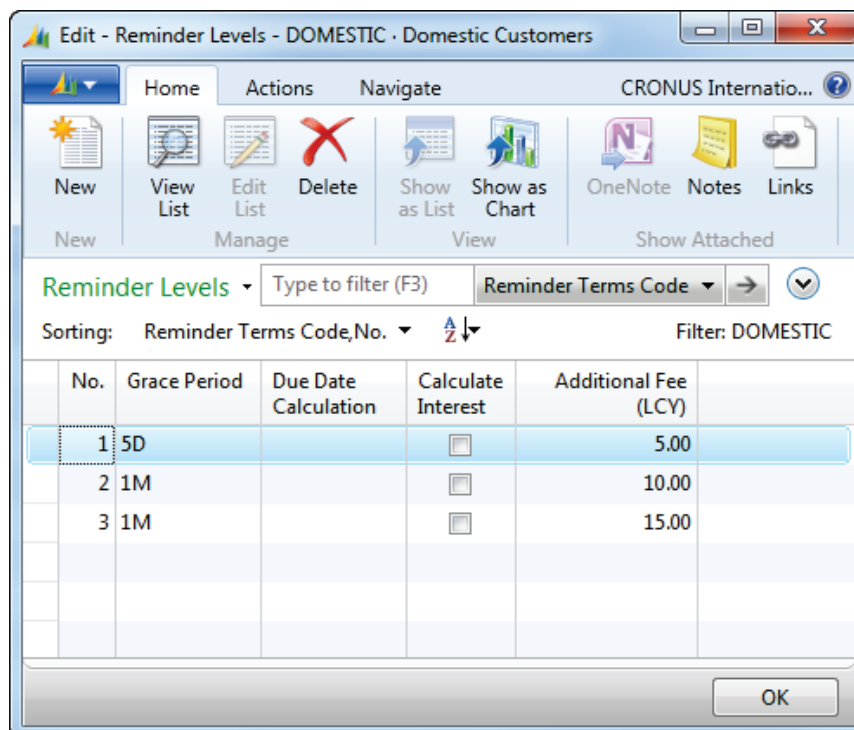 Edit - Reminder Levels - DOMESTIC · Domestic Customers
Home Actions Navigate CRONUS Internatio...
New View List Edit List Delete Show as List Show as Chart OneNote Notes Links
New Manage View Show Attached
Reminder Levels Type to filter (F3) Reminder Terms Code
Sorting: Reminder Terms Code,No. A Z Filter: DOMESTIC
No. Grace Period Due Date Calculation Calculate Interest Additional Fee (LCY)
1 5D 5.00
2 1M 10.00
3 1M 15.00
OK